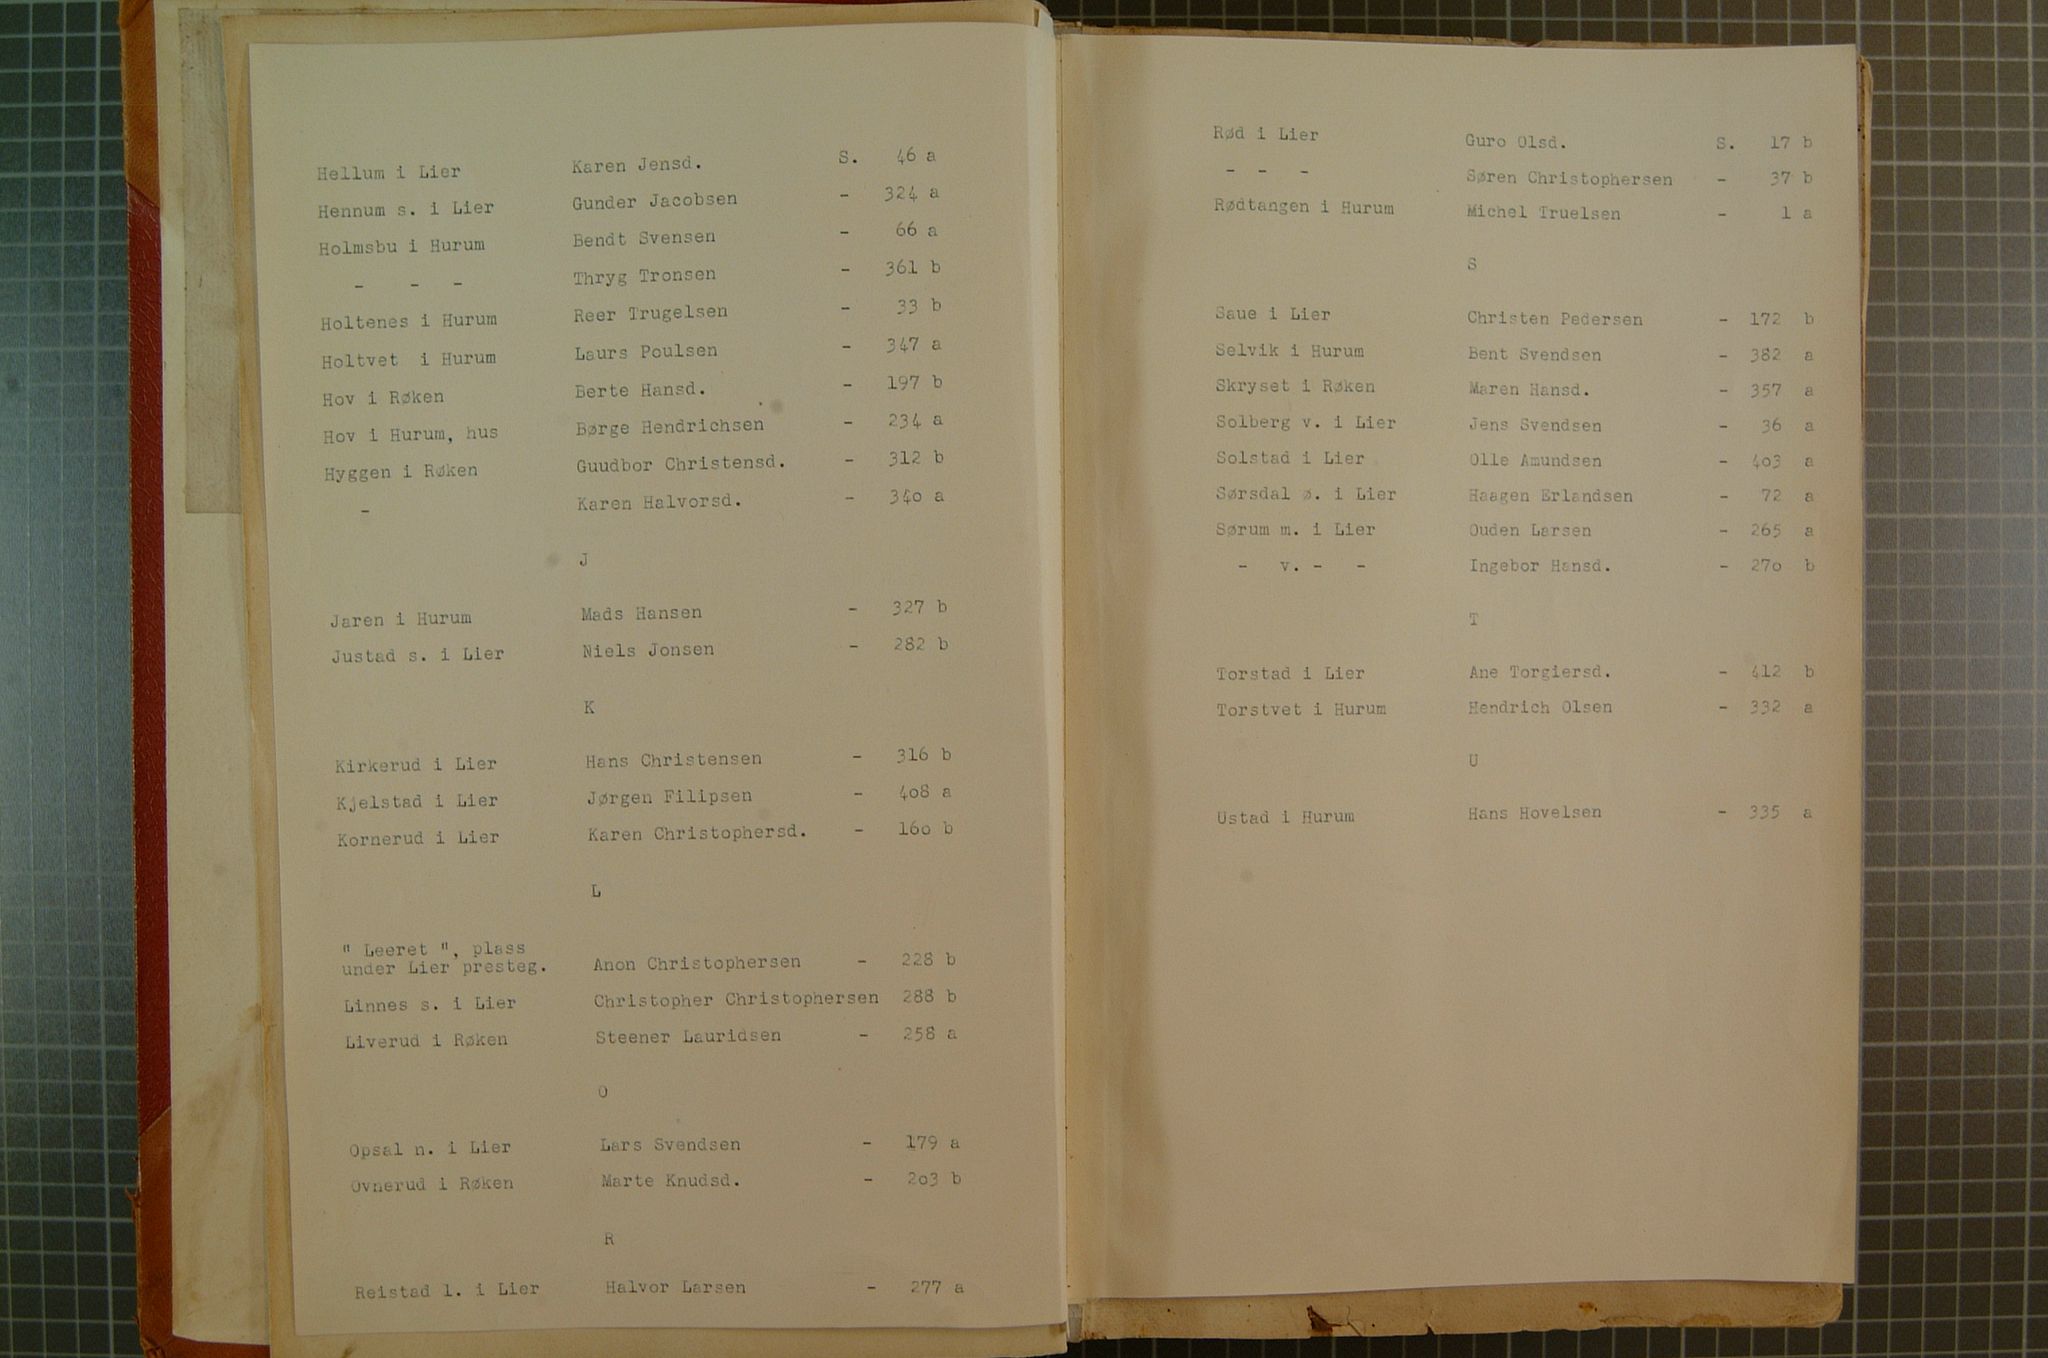 Hellum i Lier Karen Jensd. S. 46 a
Hennum s. i Lier Gunder Jacobsen - 324 a
Holmsbu i Hurum Bendt Svensen - 66 a
- - - Thryg Tronsen - 361 b
Holtenes i Hurum Reer Trugelsen - 33 b
Holtvet i Hurum Laurs Poulsen - 347 a
Hov i Røken Berte Hansd. - 197 b
Hov i Hurum, hus Børge Hendrichsen - 234 a
Hyggen i Røken Guudbor Christensd. - 312 b
- Karen Halvorsd. - 340 a
J
Jaren i Hurum Mads Hansen - 327 b
Justad s. i Lier Niels Jonsen - 282 b
K
Kirkerud i Lier Hans Christensen - 316 b
Kjelstad i Lier Jørgen Filipsen - 408 a
Kornerud i Lier Karen Christophersd. - 160 b
L
" Leeret ", plass
under Lier presteg. Anon Christophersen - 228 b
Linnes s. i Lier Christopher Christophersen 288 b
Liverud i Røken Steener Lauridsen - 258 a
O
Opsal n. i Lier Lars Svendsen - 179 a
Ovnerud i Røken Marte Knudsd. - 203 b
R
Reistad l. i Lier Halvor Larsen - 277 a
Rød i Lier Guro Olsd. S. 17 b
- - - Søren Christophersen - 37 b
Rødtangen i Hurum Michel Truelsen - 1 a
S
Saue i Lier Christen Pedersen - 172 b
Selvik i Hurum Bent Svendsen - 382 a
Skryset i Røken Maren Hansd. - 357 a
Solberg v. i Lier Jens Svendsen - 36 a
Solstad i Lier Olle Amundsen - 403 a
Sørsdal ø. i Lier Haagen Erlandsen - 72 a
Sørum m. i Lier Ouden Larsen - 265 a
- v. - - Ingebor Hansd. - 270 b
T
Torstad i Lier Ane Torgiersd. - 412 b
Torstvet i Hurum Hendrich Olsen - 332 a
U
Ustad i Hurum Hans Hovelsen - 335 a